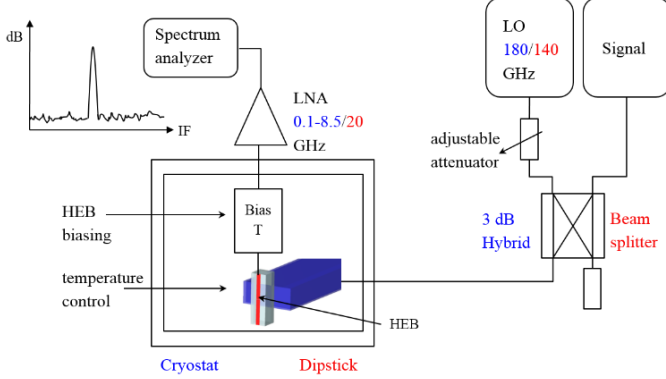 dB
IF
Spectrum
analyzer
LNA
0.1-8.5/20
GHz
LO
180/140
GHz
Signal
adjustable
attenuator
3 dB
Hybrid
Beam
splitter
HEB
biasing
Bias
T
temperature
control
HEB
Cryostat
Dipstick